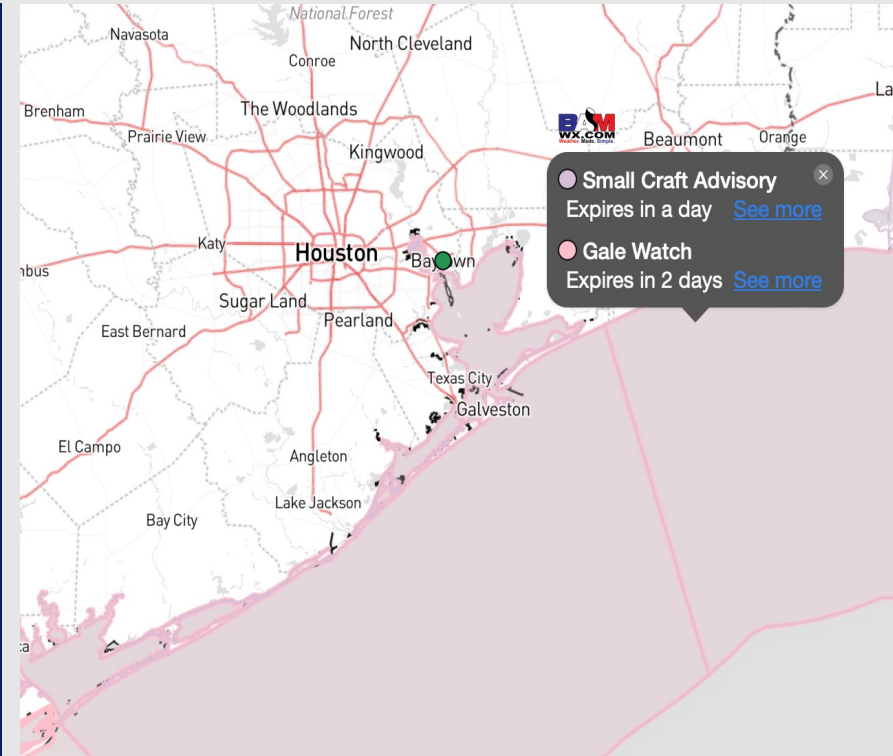 National Forest
Navasota
North Cleveland
Conroe
La
Brenham
The Woodlands
Prairie View
BAM
WX.COM
Weather. Made. Simple.
Beaumont
Orange
Kingwood
Small Craft Advisory
Expires in a day See more
Gale Watch
Expires in 2 days See more
Katy
Houston
Baytown
nbus
Sugar Land
Pearland
East Bernard
Texas City
Galveston
El Campo
Angleton
Lake Jackson
Bay City
ca